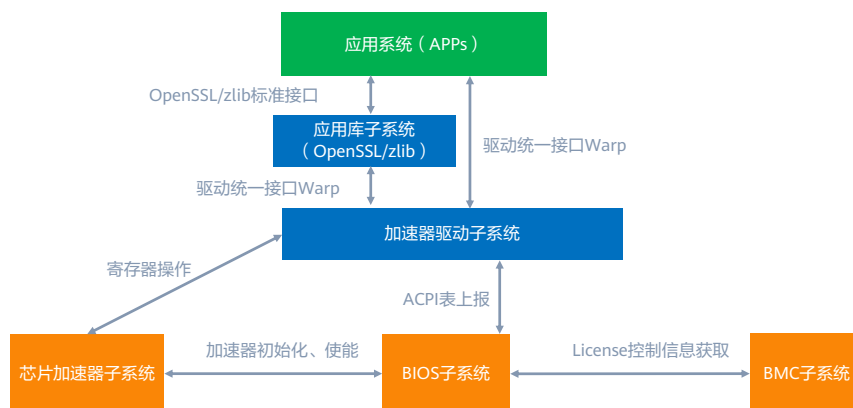 应用系统（APPs）
OpenSSL/zlib标准接口
应用库子系统
（OpenSSL/zlib）
驱动统一接口Warp
驱动统一接口Warp
加速器驱动子系统
寄存器操作
ACPI表上报
加速器初始化、使能
License控制信息获取
芯片加速器子系统
BIOS子系统
BMC子系统